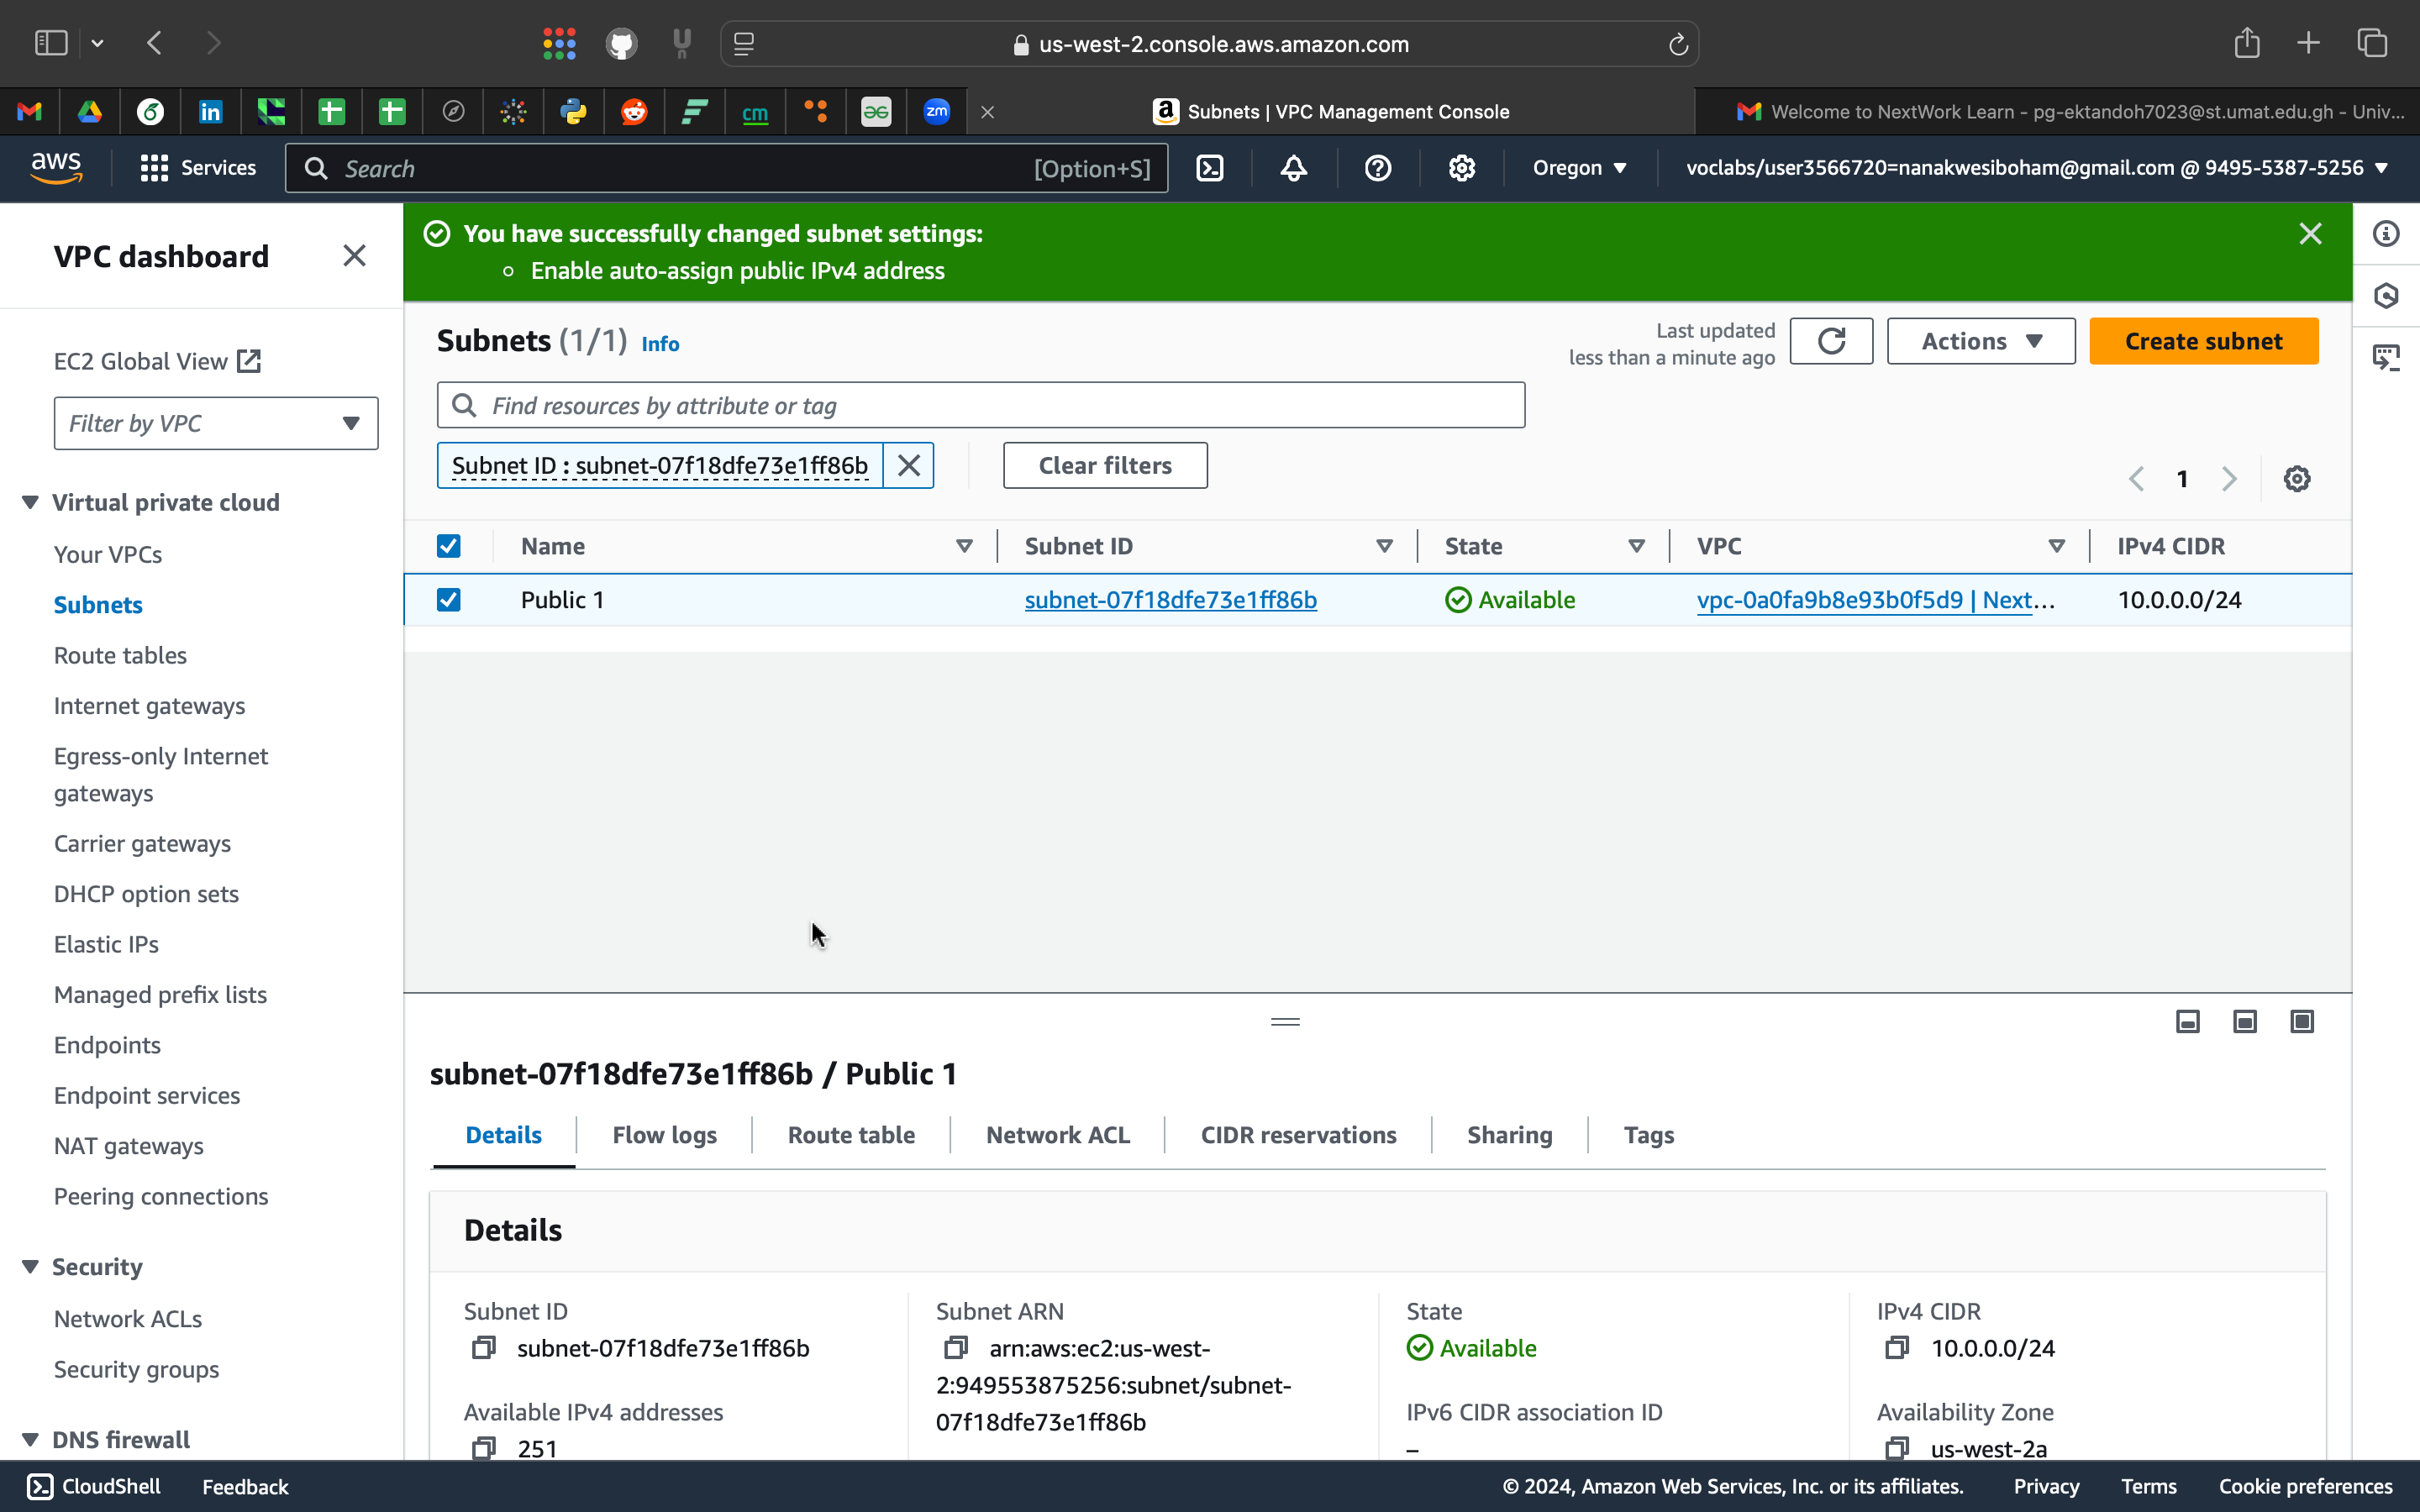 us-west-2.console.aws.amazon.com
Subnets | VPC Management Console
Welcome to NextWork Learn - pg-ektandoh7023@st.umat.edu.gh - Univ...
aws
Services
Search
[Option+S]
Oregon
voclabs/user3566720=nanakwesiboham@gmail.com @ 9495-5387-5256
VPC dashboard
EC2 Global View
Filter by VPC
Virtual private cloud
Your VPCs
Subnets
Route tables
Internet gateways
Egress-only Internet
gateways
Carrier gateways
DHCP option sets
Elastic IPs
Managed prefix lists
Endpoints
Endpoint services
NAT gateways
Peering connections
Security
Network ACLs
Security groups
DNS firewall
You have successfully changed subnet settings:
Enable auto-assign public IPv4 address
Subnets (1/1) Info
Last updated
less than a minute ago
Actions
Create subnet
Find resources by attribute or tag
Subnet ID : subnet-07f18dfe73e1ff86b
Clear filters
1
Name Subnet ID State VPC IPv4 CIDR
Public 1 subnet-07f18dfe73e1ff86b Available vpc-0a0fa9b8e93b0f5d9 | Next... 10.0.0.0/24
subnet-07f18dfe73e1ff86b / Public 1
Details Flow logs Route table Network ACL CIDR reservations Sharing Tags
Details
Subnet ID
subnet-07f18dfe73e1ff86b
Available IPv4 addresses
251
Subnet ARN
arn:aws:ec2:us-west-
2:949553875256:subnet/subnet-
07f18dfe73e1ff86b
State
Available
IPv6 CIDR association ID
–
IPv4 CIDR
10.0.0.0/24
Availability Zone
us-west-2a
CloudShell
Feedback
© 2024, Amazon Web Services, Inc. or its affiliates.
Privacy
Terms
Cookie preferences
cm
zm
in